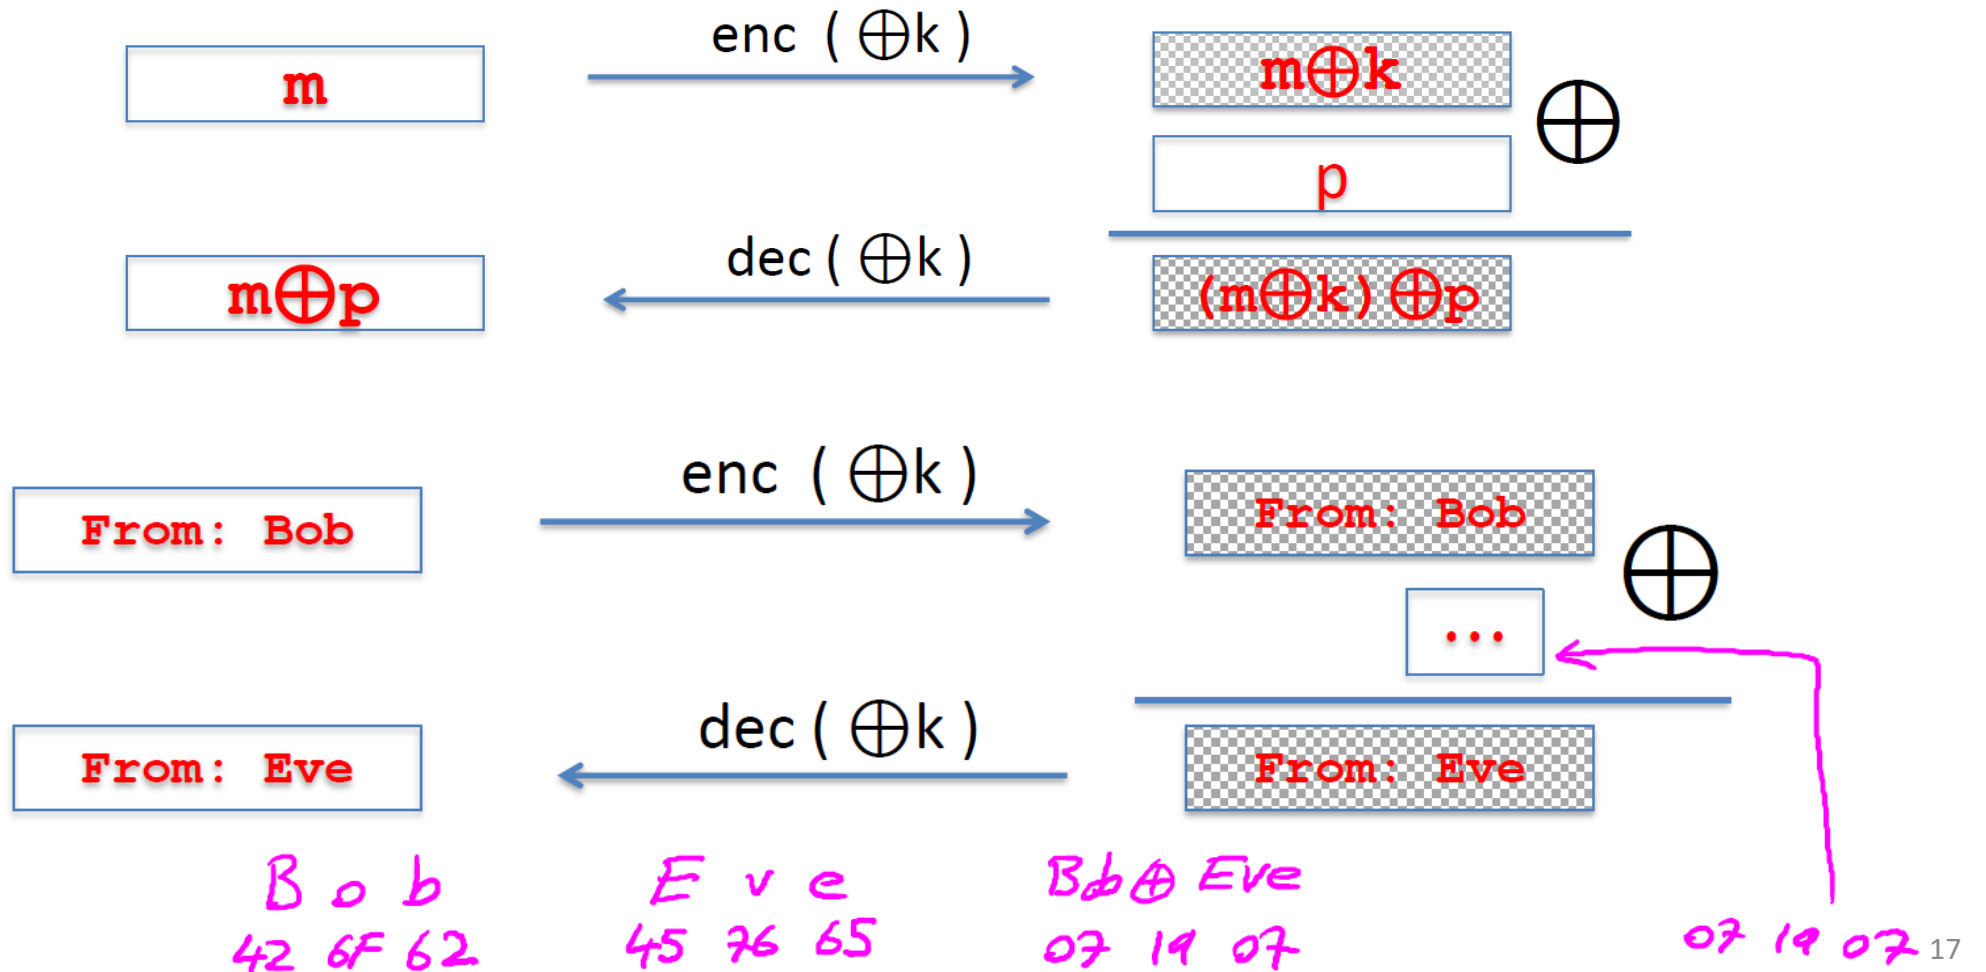 enc ( ⊕k )
m
m⊕k
⊕
p
dec ( ⊕k )
m⊕p
(m⊕k)⊕p
enc ( ⊕k )
From: Bob
From: Bob
⊕
...
dec ( ⊕k )
From: Eve
From: Eve
B o b E v e Bob ⊕ Eve
42 6F 62 45 76 65 07 19 07 07 19 07 17